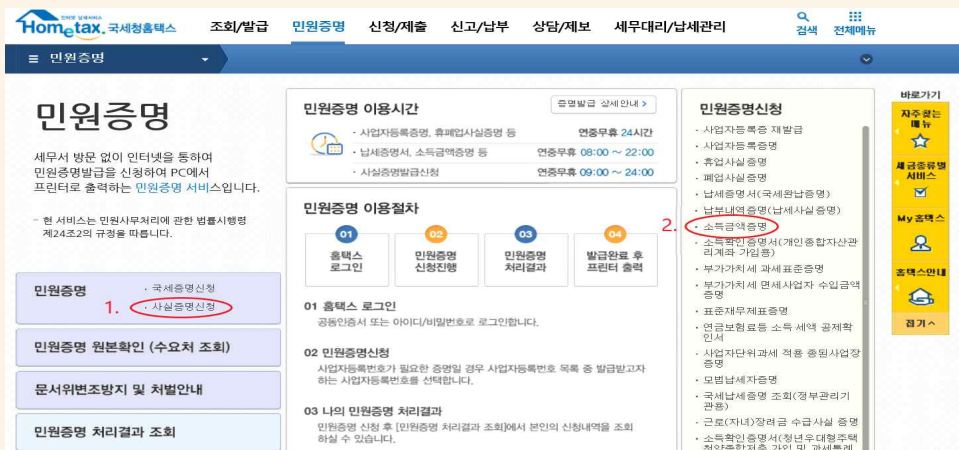 Hometax. 국세청홈택스
조회/발급 민원증명 신청/제출 신고/납부 상담/제보 세무대리/납세관리
검색 전체메뉴
민원증명
민원증명
세무서 방문 없이 인터넷을 통하여
민원증명발급을 신청하여 PC에서
프린터로 출력하는 민원증명 서비스입니다.
- 현 서비스는 민원사무처리에 관한 법률시행령
제24조2의 규정을 따릅니다.
민원증명
· 국세증명신청
1. · 사실증명신청
민원증명 원본확인 (수요처 조회)
문서위변조방지 및 처벌안내
민원증명 처리결과 조회
민원증명 이용시간
증명발급 상세안내 >
· 사업자등록증명, 휴폐업사실증명 등 연중무휴 24시간
· 납세증명서, 소득금액증명 등 연중무휴 08:00 ~ 22:00
· 사실증명발급신청 연중무휴 09:00 ~ 24:00
민원증명 이용절차
01 02 03 04
홈택스
로그인
민원증명
신청진행
민원증명
처리결과
발급완료 후
프린터 출력
01 홈택스 로그인
공동인증서 또는 아이디/비밀번호로 로그인합니다.
02 민원증명신청
사업자등록번호가 필요한 증명일 경우 사업자등록번호 목록 중 발급받고자
하는 사업자등록번호를 선택합니다.
03 나의 민원증명 처리결과
민원증명 신청 후 [민원증명 처리결과 조회]에서 본인의 신청내역을 조회
하실 수 있습니다.
민원증명신청
· 사업자등록증 재발급
· 사업자등록증명
· 휴업사실증명
· 폐업사실증명
· 납세증명서(국세완납증명)
· 납부내역증명(납세사실증명)
2. · 소득금액증명
· 소득확인증명서(개인종합자산관
리계좌 가입용)
· 부가가치세 과세표준증명
· 부가가치세 면세사업자 수입금액
증명
· 표준재무제표증명
· 연금보험료등 소득 세액 공제확
인서
· 사업자단위과세 적용 종된사업장
증명
· 모범납세자증명
· 국세납세증명 조회(정부관리기
관용)
· 근로(자녀)장려금 수급사실 증명
· 소득확인증명서(청년우대형주택
청약종합저축 가입 및 과세특례
바로가기
자주찾는
메뉴
세금종류별
서비스
My홈택스
홈택스안내
접기